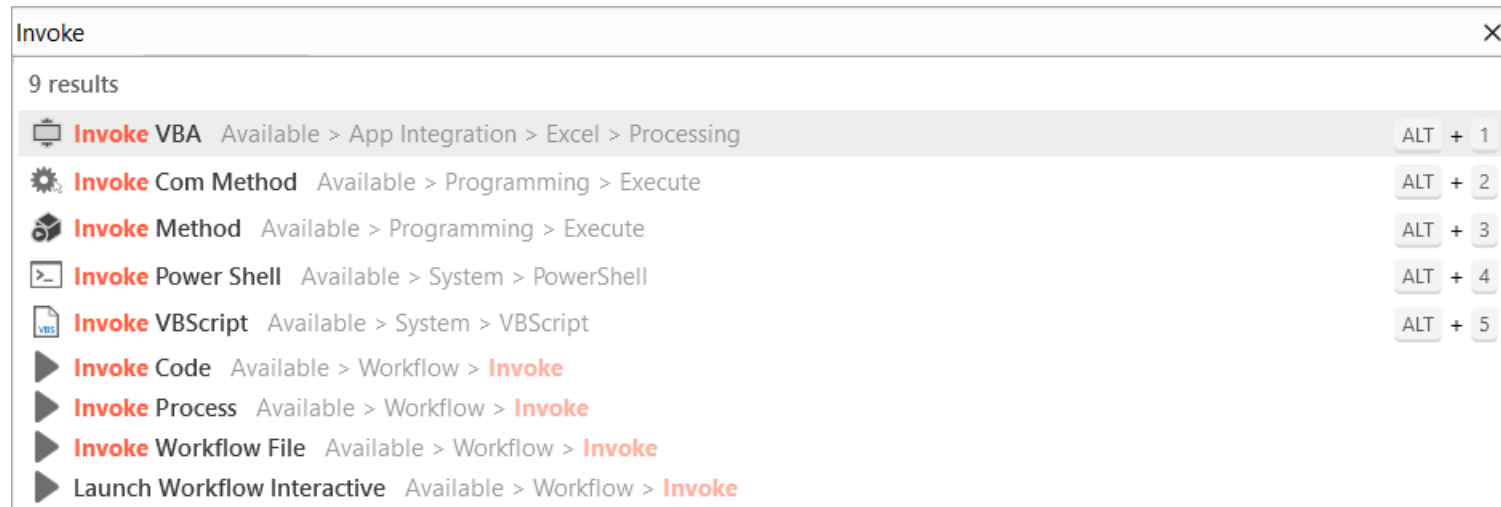 Invoke
9 results
Invoke VBA Available > App Integration > Excel > Processing ALT + 1
Invoke Com Method Available > Programming > Execute ALT + 2
Invoke Method Available > Programming > Execute ALT + 3
Invoke Power Shell Available > System > PowerShell ALT + 4
VBS Invoke VBScript Available > System > VBScript ALT + 5
Invoke Code Available > Workflow > Invoke
Invoke Process Available > Workflow > Invoke
Invoke Workflow File Available > Workflow > Invoke
Launch Workflow Interactive Available > Workflow > Invoke